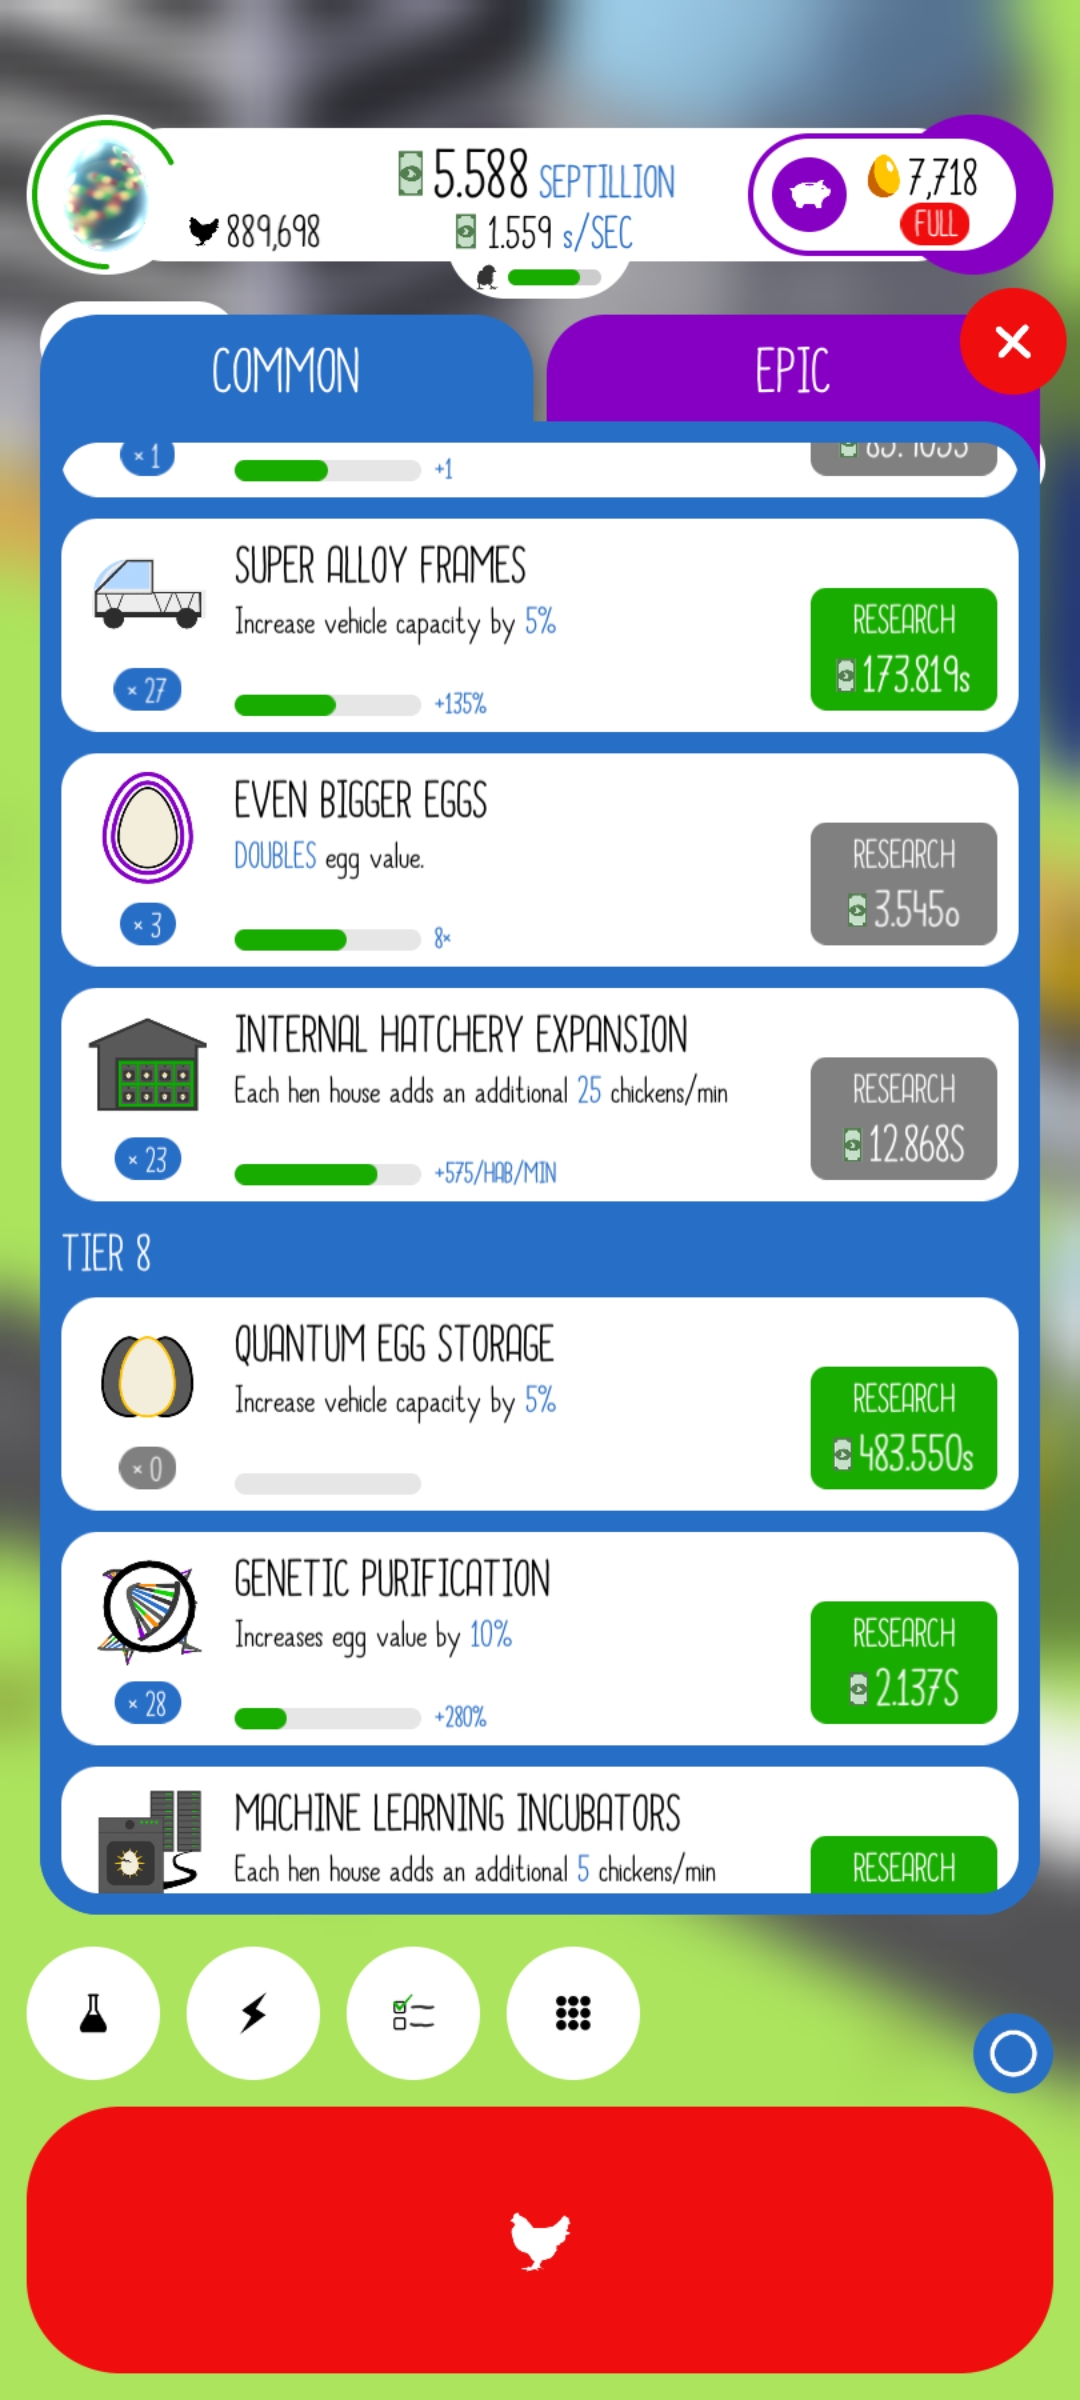 5.588 SEPTILLION
889,698
1.559 s/SEC
7,718
FULL
COMMON
EPIC
× 1
+1
SUPER ALLOY FRAMES
Increase vehicle capacity by 5%
RESEARCH
173.819s
× 27
+135%
EVEN BIGGER EGGS
DOUBLES egg value.
RESEARCH
3.545o
× 3
8×
INTERNAL HATCHERY EXPANSION
Each hen house adds an additional 25 chickens/min
RESEARCH
12.868S
× 23
+575/HAB/MIN
TIER 8
QUANTUM EGG STORAGE
Increase vehicle capacity by 5%
RESEARCH
483.550s
× 0
GENETIC PURIFICATION
Increases egg value by 10%
RESEARCH
2.137S
× 28
+280%
MACHINE LEARNING INCUBATORS
Each hen house adds an additional 5 chickens/min
RESEARCH